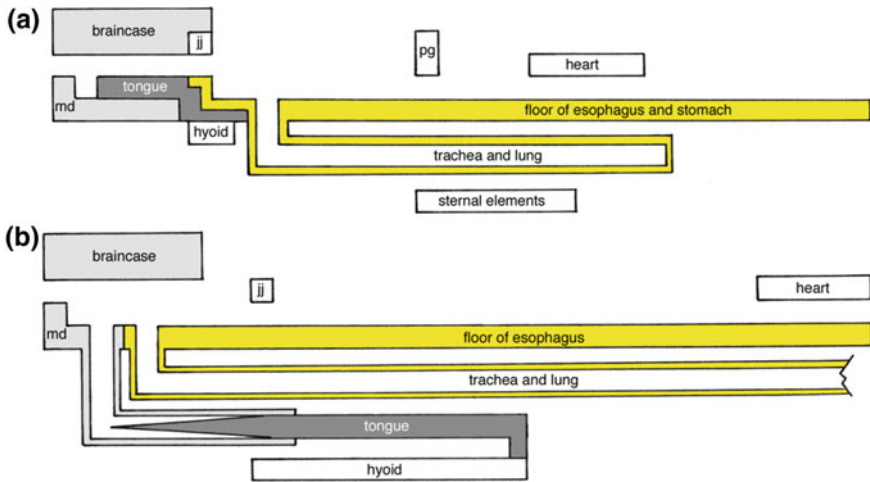 (a)
braincase
jj
pg
heart
tongue
md
floor of esophagus and stomach
hyoid
trachea and lung
sternal elements
(b)
braincase
jj
heart
md
floor of esophagus
trachea and lung
tongue
hyoid